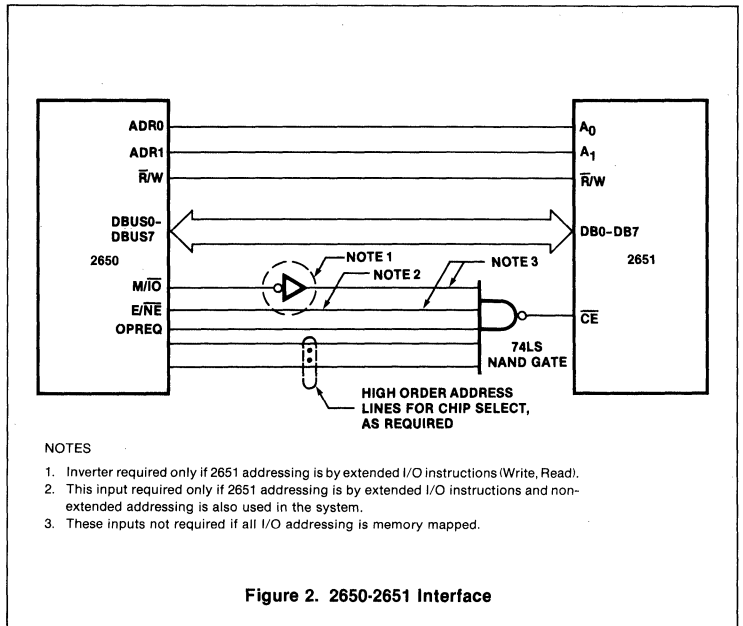 ADR0
A0
ADR1
A1
R̅/W
R̅/W
DBUS0-
DBUS7
DB0-DB7
2650
2651
NOTE 1
NOTE 2
NOTE 3
M/I̅O̅
E/N̅E̅
OPREQ
C̅E̅
74LS
NAND GATE
HIGH ORDER ADDRESS
LINES FOR CHIP SELECT,
AS REQUIRED
NOTES
1. Inverter required only if 2651 addressing is by extended I/O instructions (Write, Read).
2. This input required only if 2651 addressing is by extended I/O instructions and non-
extended addressing is also used in the system.
3. These inputs not required if all I/O addressing is memory mapped.
Figure 2. 2650-2651 Interface